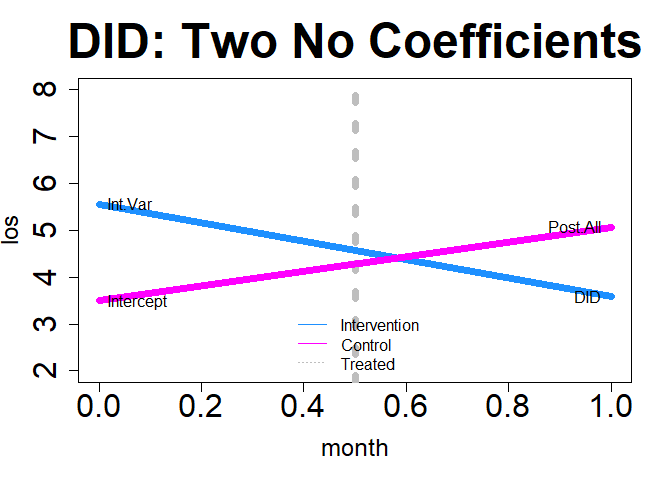 DID: Two No Coefficients
8
7
6
5
4
3
2
los
Int.Var
Post.All
Intercept
DID
Intervention
Control
Treated
0.0 0.2 0.4 0.6 0.8 1.0
month